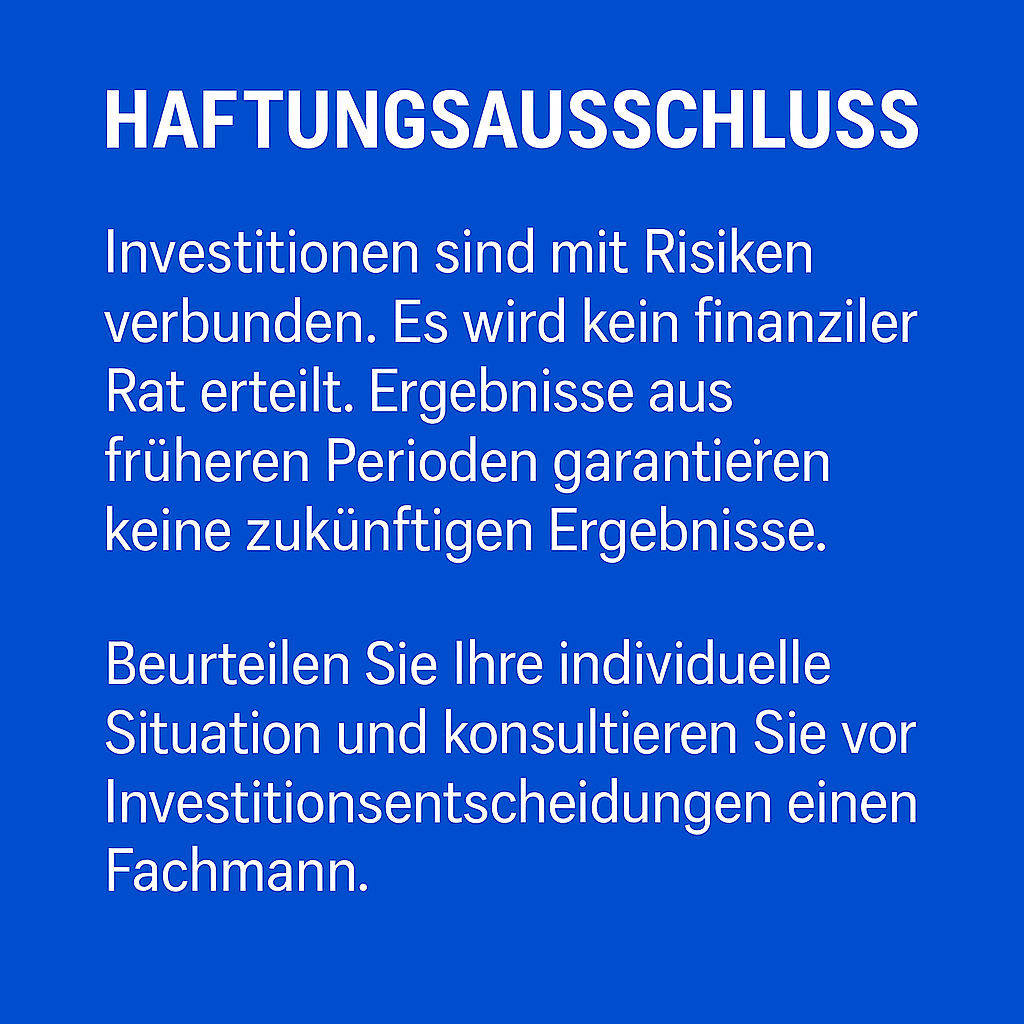 HAFTUNGSAUSSCHLUSS
Investitionen sind mit Risiken
verbunden. Es wird kein finanziler
Rat erteilt. Ergebnisse aus
früheren Perioden garantieren
keine zukünftigen Ergebnisse.
Beurteilen Sie Ihre individuelle
Situation und konsultieren Sie vor
Investitionsentscheidungen einen
Fachmann.